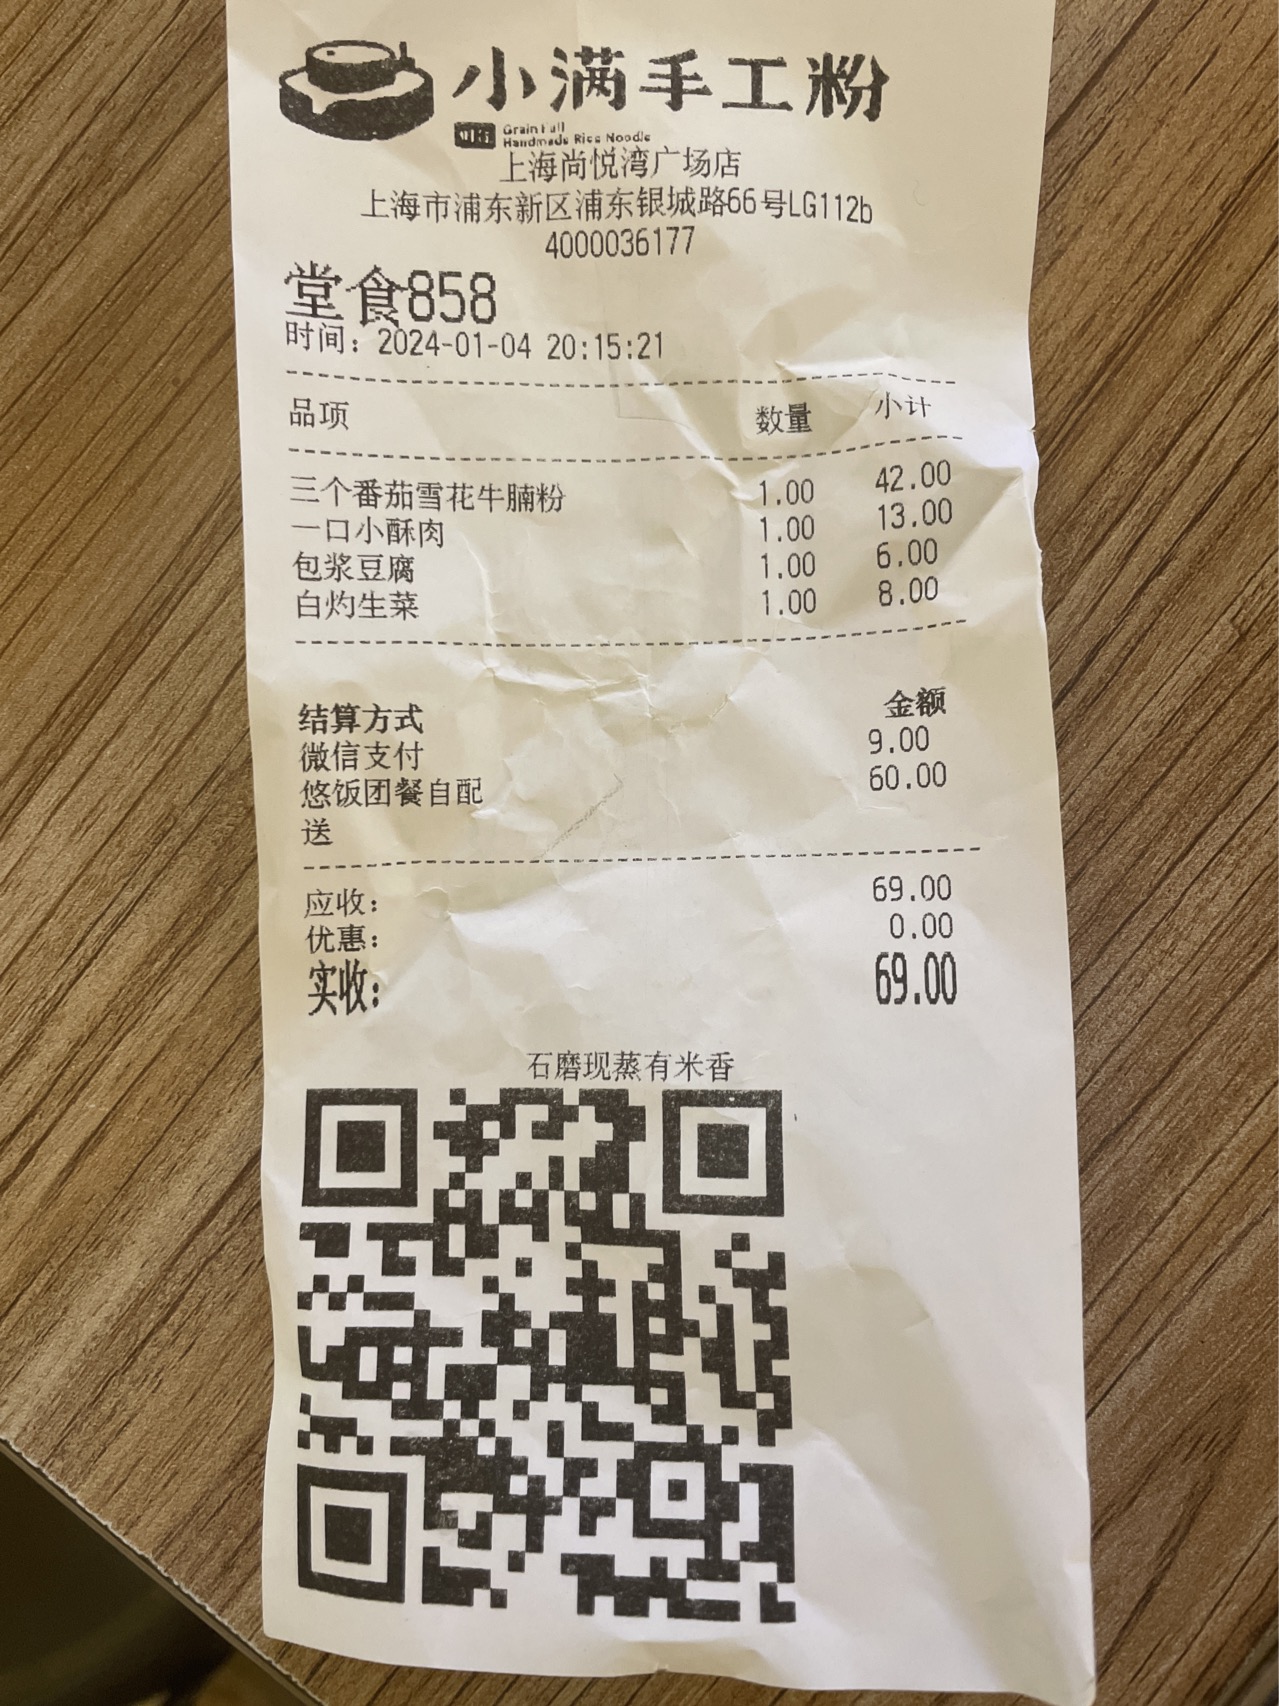 小满手工粉
Grain Full
Handmade Rice Noodle
上海尚悦湾广场店
上海市浦东新区浦东银城路66号LG112b
4000036177
堂食858
时间：2024-01-04 20:15:21
品项 数量 小计
三个番茄雪花牛腩粉 1.00 42.00
一口小酥肉 1.00 13.00
包浆豆腐 1.00 6.00
白灼生菜 1.00 8.00
结算方式 金额
微信支付 9.00
悠饭团餐自配 60.00
送
应收： 69.00
优惠： 0.00
实收： 69.00
石磨现蒸有米香